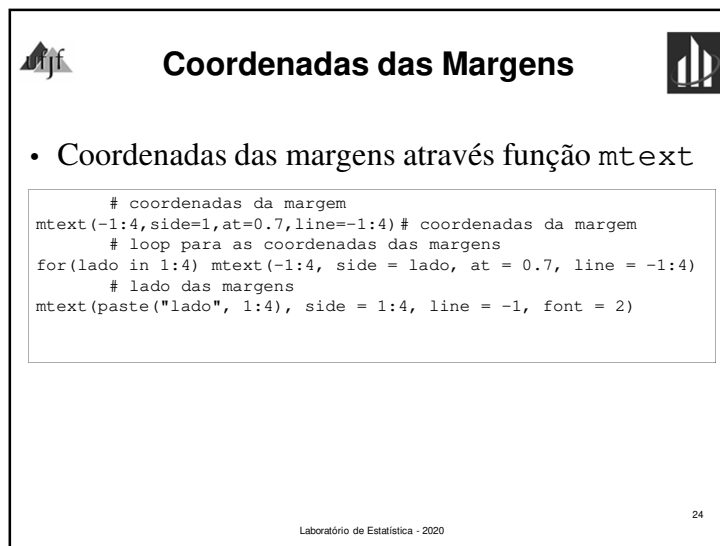 ufjf
Coordenadas das Margens
• Coordenadas das margens através função mtext
# coordenadas da margem
mtext(-1:4,side=1,at=0.7,line=-1:4)# coordenadas da margem
# loop para as coordenadas das margens
for(lado in 1:4) mtext(-1:4, side = lado, at = 0.7, line = -1:4)
# lado das margens
mtext(paste("lado", 1:4), side = 1:4, line = -1, font = 2)
24
Laboratório de Estatística - 2020